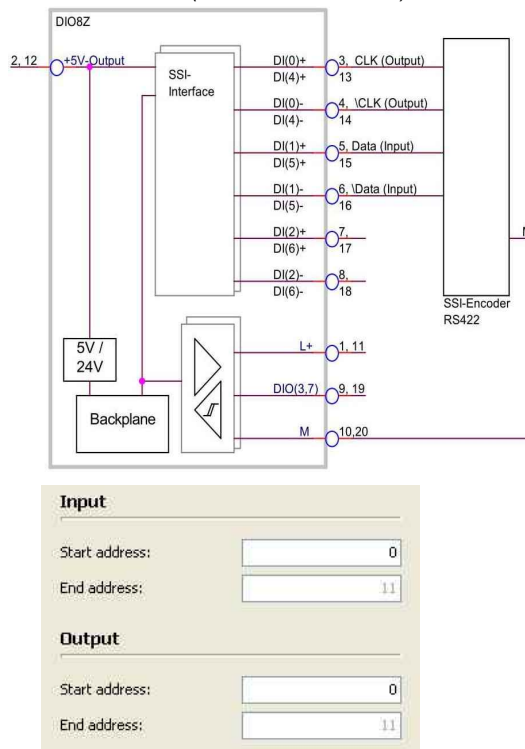 DIO8Z
2, 12 +5V-Output
SSI-
Interface
DI(0)+ 3, CLK (Output)
DI(4)+ 13
DI(0)- 4, \CLK (Output)
DI(4)- 14
DI(1)+ 5, Data (Input)
DI(5)+ 15
DI(1)- 6, \Data (Input)
DI(5)- 16
DI(2)+ 7,
DI(6)+ 17
DI(2)- 8,
DI(6)- 18
SSI-Encoder
RS422
5V /
24V
L+ 1, 11
DIO(3,7) 9, 19
Backplane
M 10,20
Input
Start address: 0
End address: 11
Output
Start address: 0
End address: 11